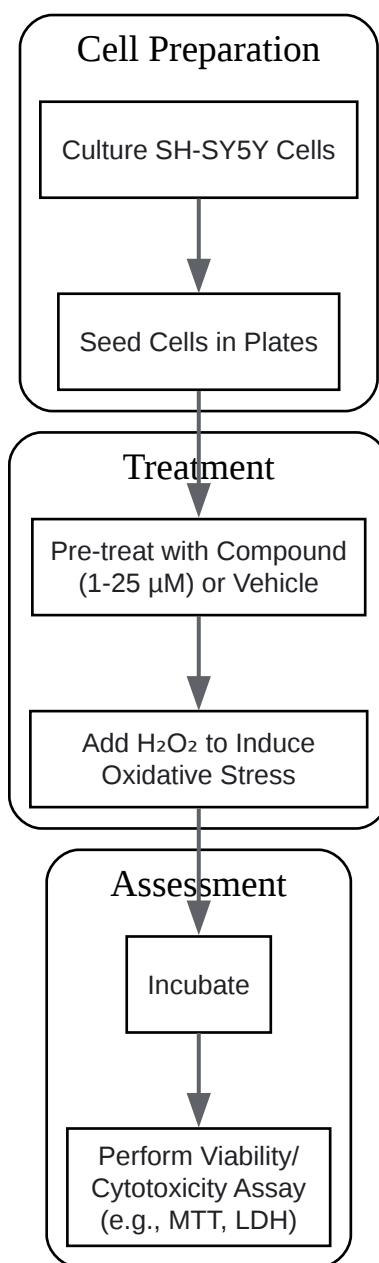 Cell Preparation
Culture SH-SY5Y Cells
Seed Cells in Plates
Treatment
Pre-treat with Compound
(1-25 µM) or Vehicle
Add H₂O₂ to Induce
Oxidative Stress
Assessment
Incubate
Perform Viability/
Cytotoxicity Assay
(e.g., MTT, LDH)